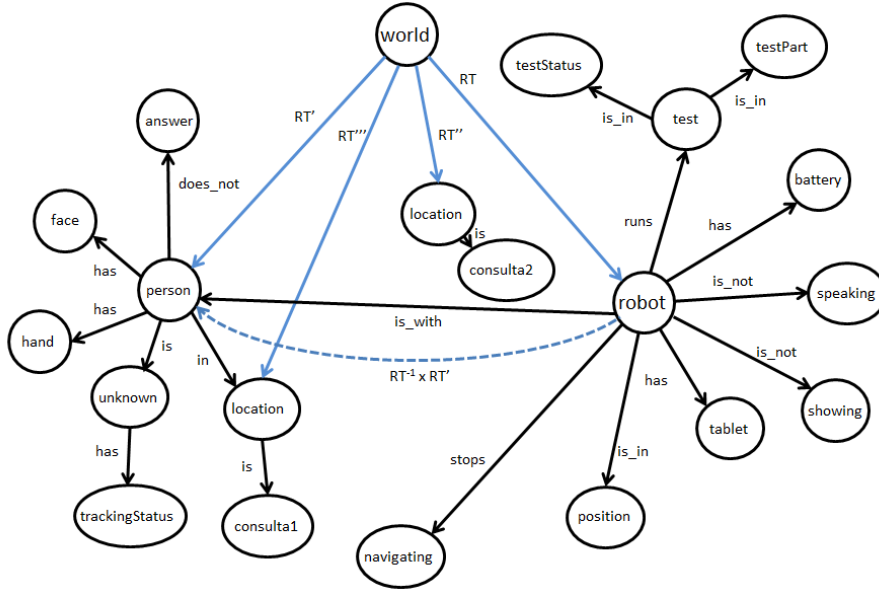 world
testPart
testStatus
RT
is_in
is_in
test
answer
RT’
RT’’’
RT’’
does_not
battery
face
location
runs
has
has
is
consulta2
is_not
person
robot
speaking
has
is_with
hand
is
in
is_not
RT⁻¹ x RT’
has
unknown
location
showing
tablet
has
is
stops
is_in
trackingStatus
consulta1
position
navigating